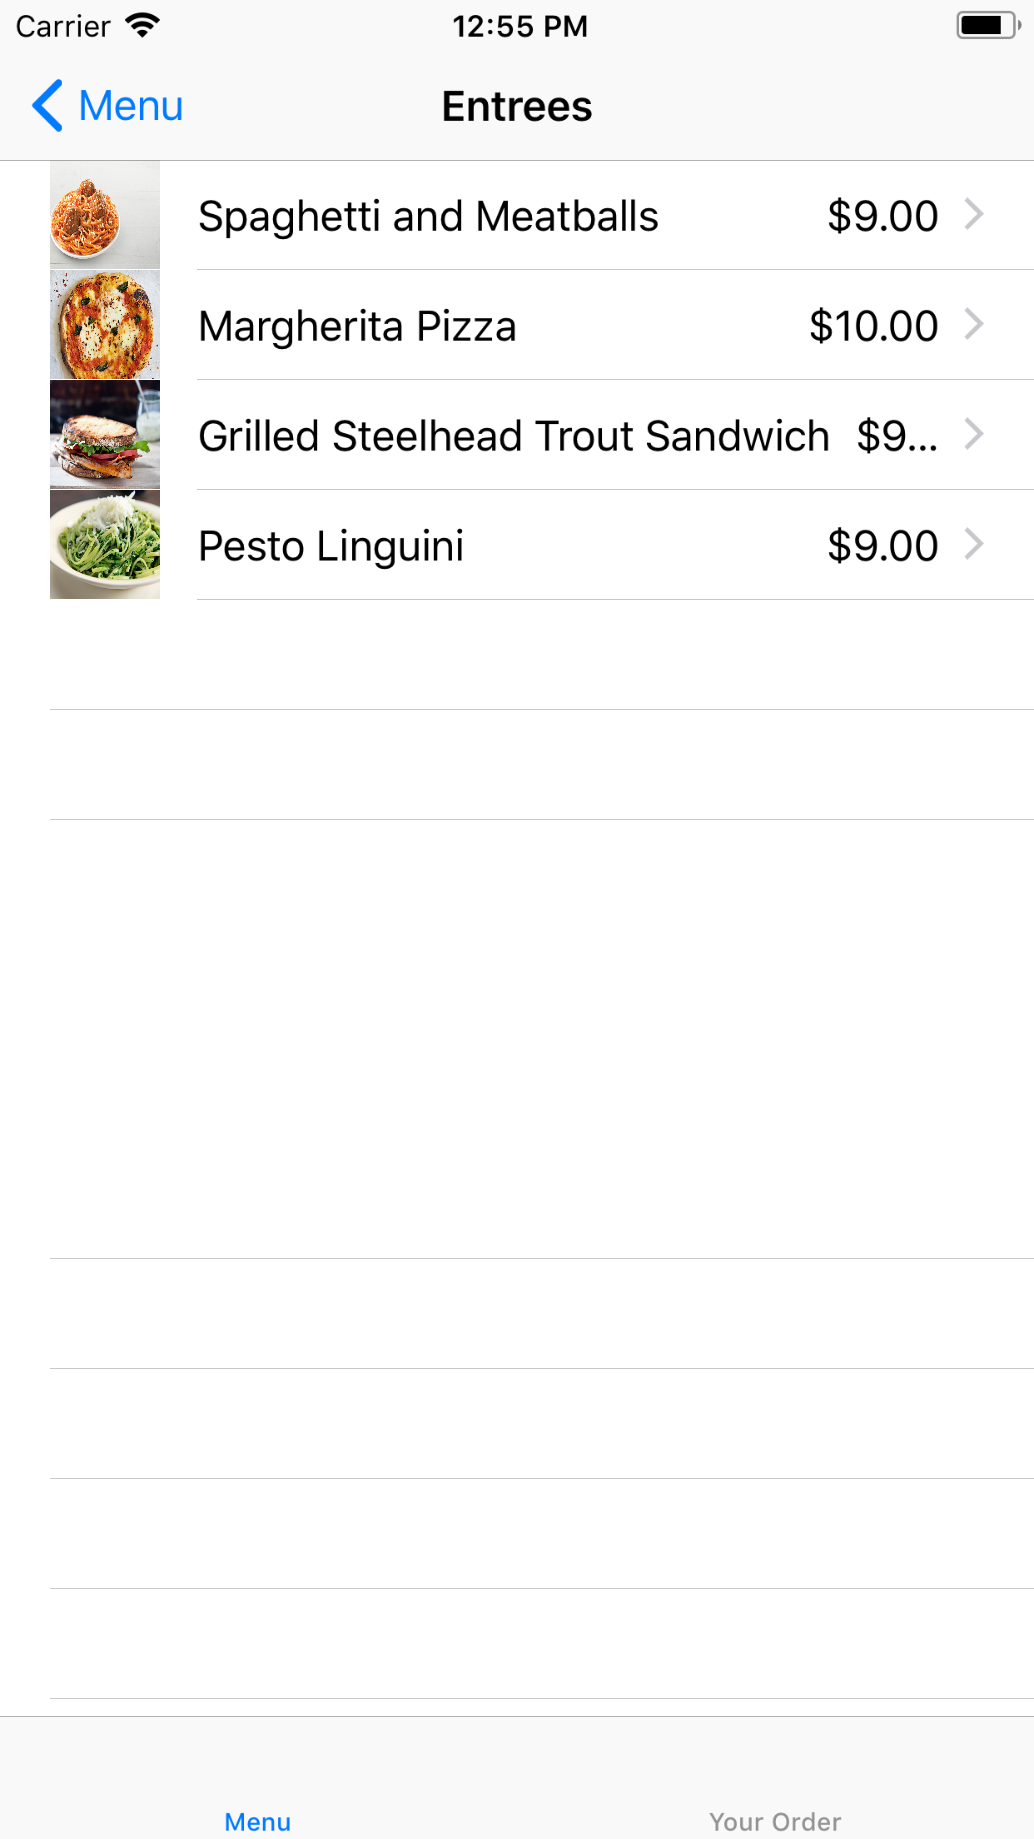 Carrier 12:55 PM
Menu Entrees
Spaghetti and Meatballs $9.00
Margherita Pizza $10.00
Grilled Steelhead Trout Sandwich $9...
Pesto Linguini $9.00
Menu Your Order